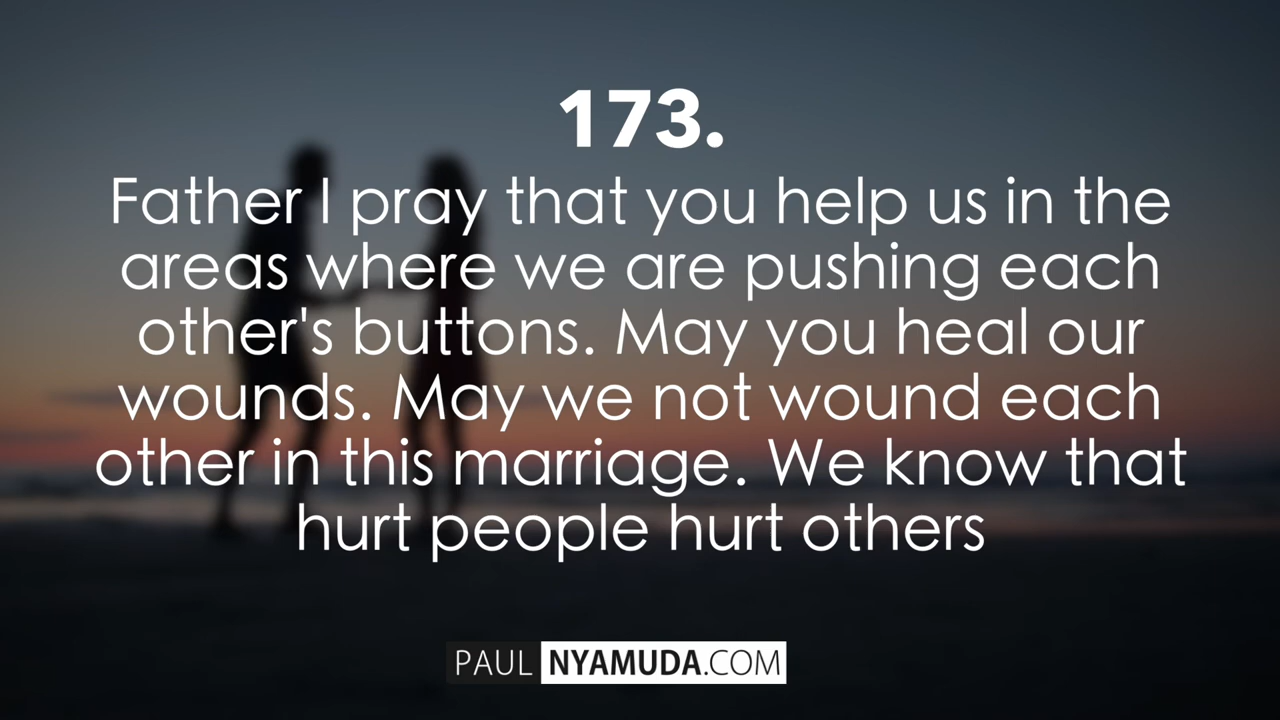 173.
Father I pray that you help us in the
areas where we are pushing each
other's buttons. May you heal our
wounds. May we not wound each
other in this marriage. We know that
hurt people hurt others
PAUL NYAMUDA.COM